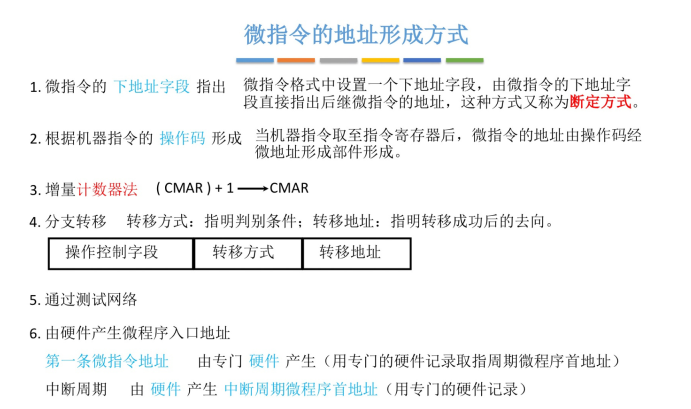 微指令的地址形成方式
1. 微指令的 下地址字段 指出 微指令格式中设置一个下地址字段，由微指令的下地址字
段直接指出后继微指令的地址，这种方式又称为断定方式。
2. 根据机器指令的 操作码 形成 当机器指令取至指令寄存器后，微指令的地址由操作码经
微地址形成部件形成。
3. 增量计数器法 ( CMAR ) + 1 → CMAR
4. 分支转移 转移方式：指明判别条件；转移地址：指明转移成功后的去向。
操作控制字段 转移方式 转移地址
5. 通过测试网络
6. 由硬件产生微程序入口地址
第一条微指令地址 由专门 硬件 产生（用专门的硬件记录取指周期微程序首地址）
中断周期 由 硬件 产生 中断周期微程序首地址（用专门的硬件记录）